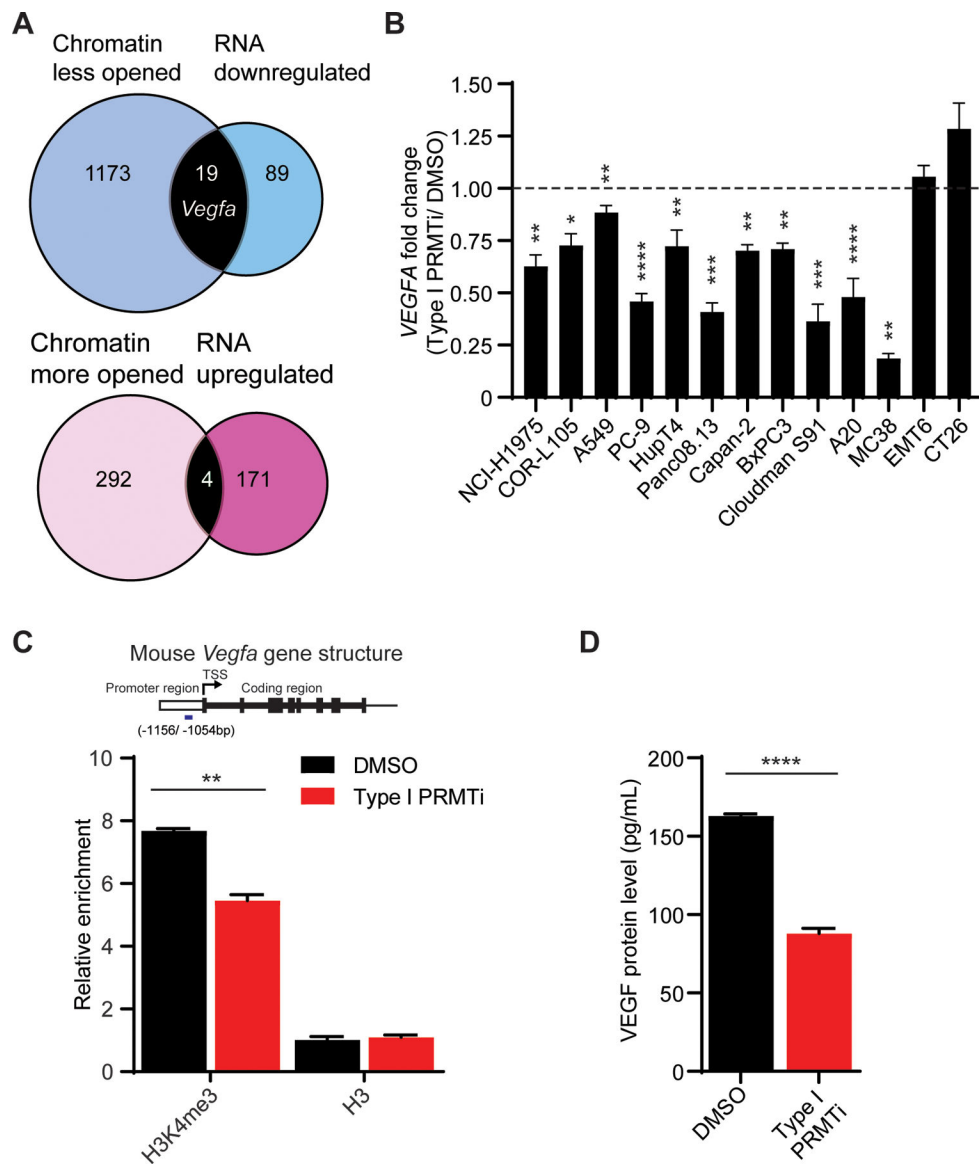 A
Chromatin less opened
RNA downregulated
1173
19
Vegfa
89
Chromatin more opened
RNA upregulated
292
4
171
B
VEGFA fold change
(Type I PRMTi/ DMSO)
1.50
1.25
1.00
0.75
0.50
0.25
0
**
*
**
****
**
***
**
**
***
****
**
NCI-H1975
COR-L105
A549
PC-9
HupT4
Panc08.13
Capan-2
BxPC3
Cloudman S91
A20
MC38
EMT6
CT26
C
Mouse Vegfa gene structure
TSS
Promoter region
Coding region
(-1156/ -1054bp)
Relative enrichment
10
8
6
4
2
0
**
DMSO
Type I PRMTi
H3K4me3
H3
D
VEGF protein level (pg/mL)
200
150
100
50
0
****
DMSO
Type I
PRMTi